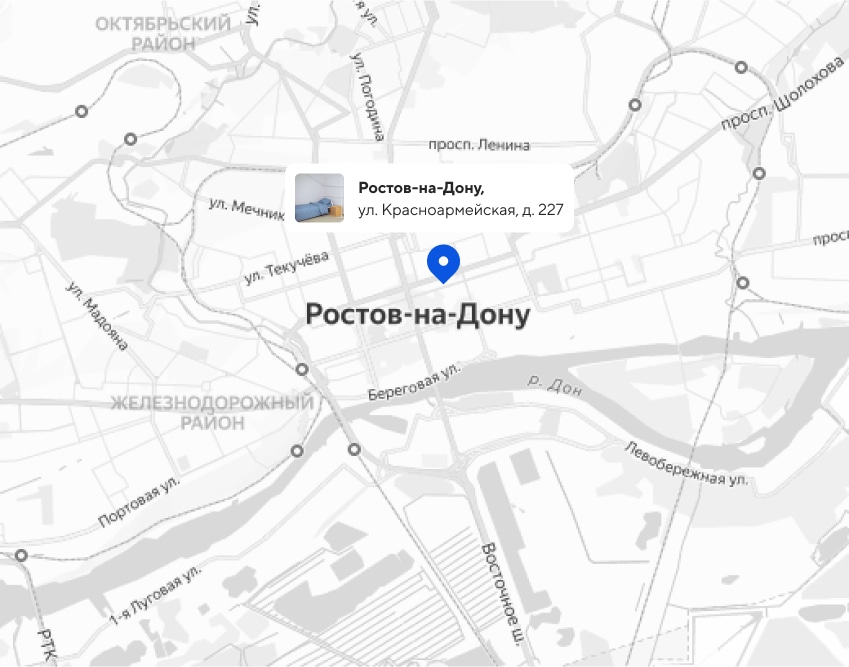 ОКТЯБРЬСКИЙ
РАЙОН
ул.
я ул.
ул. Погодина
просп. Шолохова
просп. Ленина
Ростов-на-Дону,
ул. Красноармейская, д. 227
ул. Мечник
просп
ул. Текучёва
ул. Мадояна
Ростов-на-Дону
Береговая ул.
р. Дон
ЖЕЛЕЗНОДОРОЖНЫЙ
РАЙОН
Левобережная ул.
Портовая ул.
Восточное ш.
1-я Луговая ул.
РТК